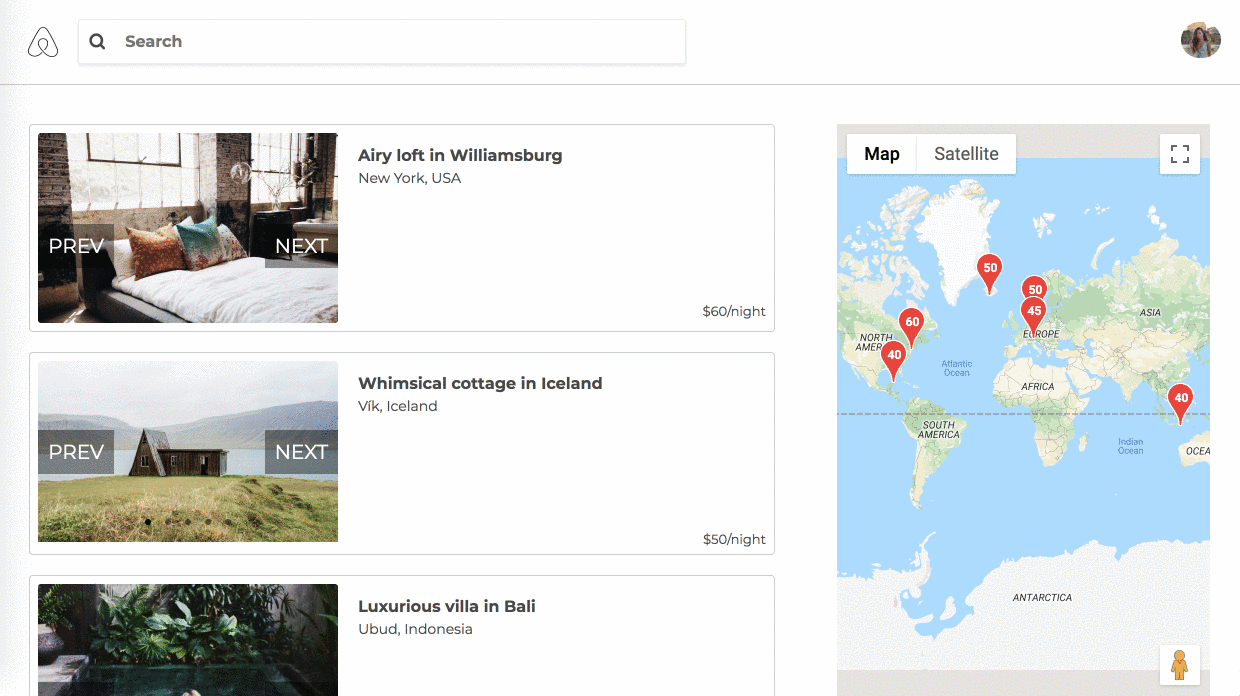 Search
Airy loft in Williamsburg
New York, USA
PREV
NEXT
$60/night
Whimsical cottage in Iceland
Vík, Iceland
PREV
NEXT
$50/night
Luxurious villa in Bali
Ubud, Indonesia
Map
Satellite
50
50
45
60
40
40
NORTH
AMERICA
Atlantic
Ocean
EUROPE
ASIA
AFRICA
SOUTH
AMERICA
Indian
Ocean
OCEA
ANTARCTICA